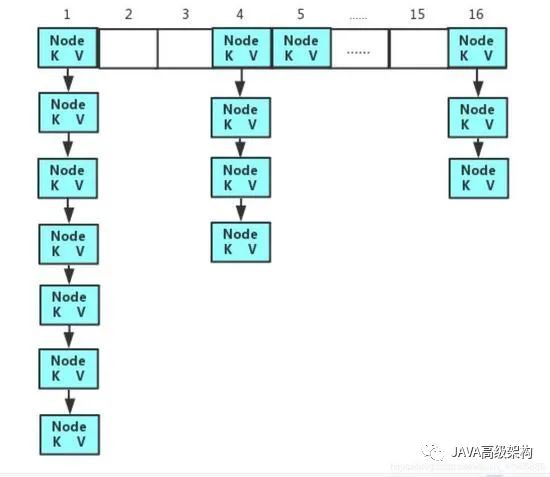 1 2 3 4 5 ...... 15 16
Node Node Node ...... Node
K V K V K V K V
Node Node Node
K V K V K V
Node Node Node
K V K V K V
Node Node
K V K V
Node
K V
Node
K V
Node
K V
JAVA高级架构